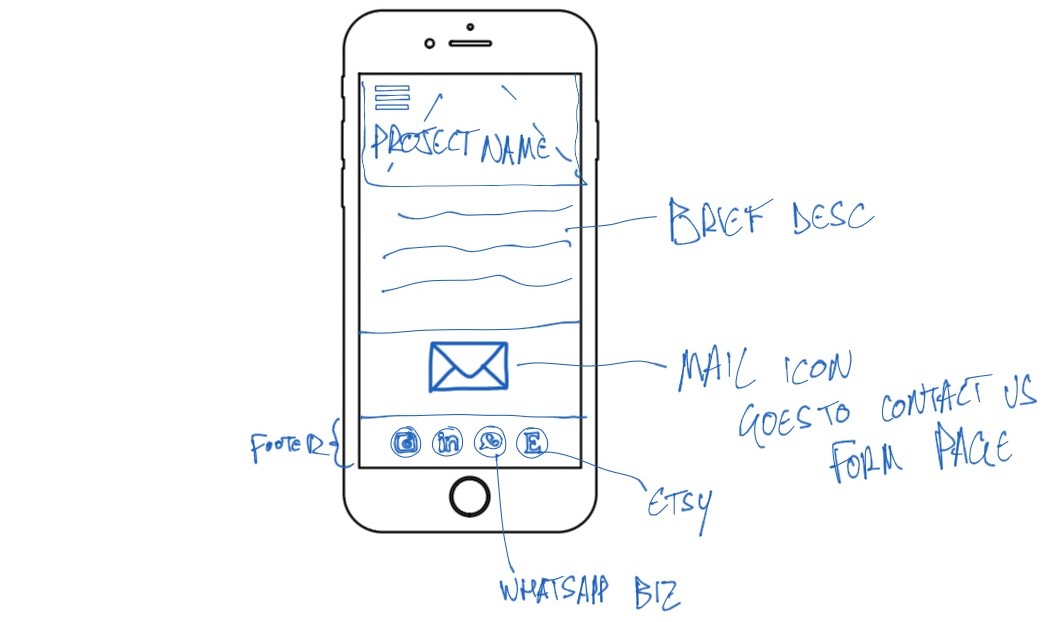 PROJECT NAME
BRIEF DESC
MAIL ICON
GOES TO CONTACT US
FORM PAGE
FOOTER
in
E
ETSY
WHATSAPP BIZ